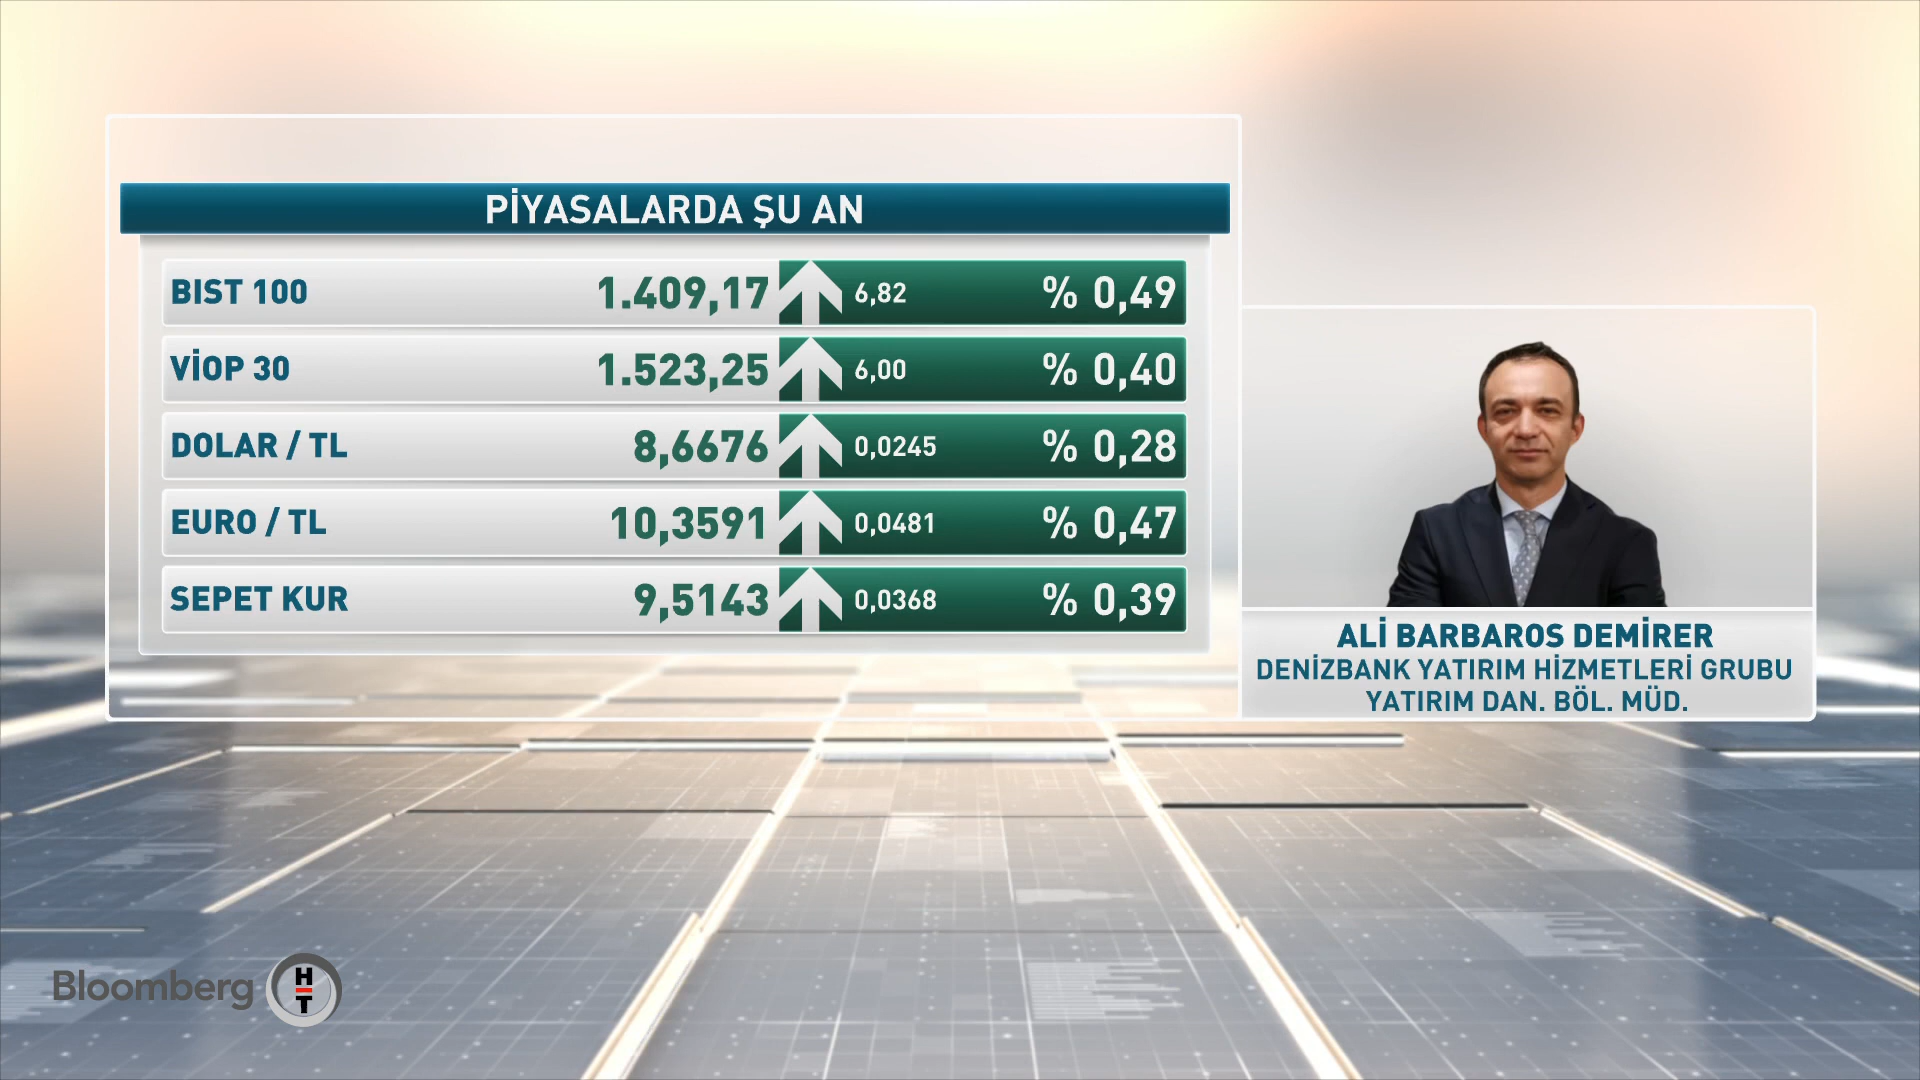 PİYASALARDA ŞU AN
BIST 100 1.409,17 6,82 % 0,49
VİOP 30 1.523,25 6,00 % 0,40
DOLAR / TL 8,6676 0,0245 % 0,28
EURO / TL 10,3591 0,0481 % 0,47
SEPET KUR 9,5143 0,0368 % 0,39
ALİ BARBAROS DEMİRER
DENİZBANK YATIRIM HİZMETLERİ GRUBU
YATIRIM DAN. BÖL. MÜD.
Bloomberg HT